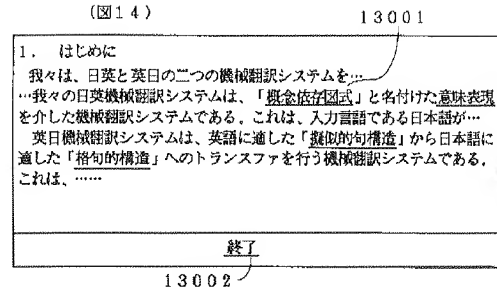 (図14)
13001
1. はじめに
我々は、日英と英日の二つの機械翻訳システムを…
…我々の日英機械翻訳システムは、「概念依存図式」と名付けた意味表現
を介した機械翻訳システムである。これは、入力言語である日本語が…
英日機械翻訳システムは、英語に適した「擬似的句構造」から日本語に
適した「格句的構造」へのトランスファを行う機械翻訳システムである。
これは、……
終了
13002